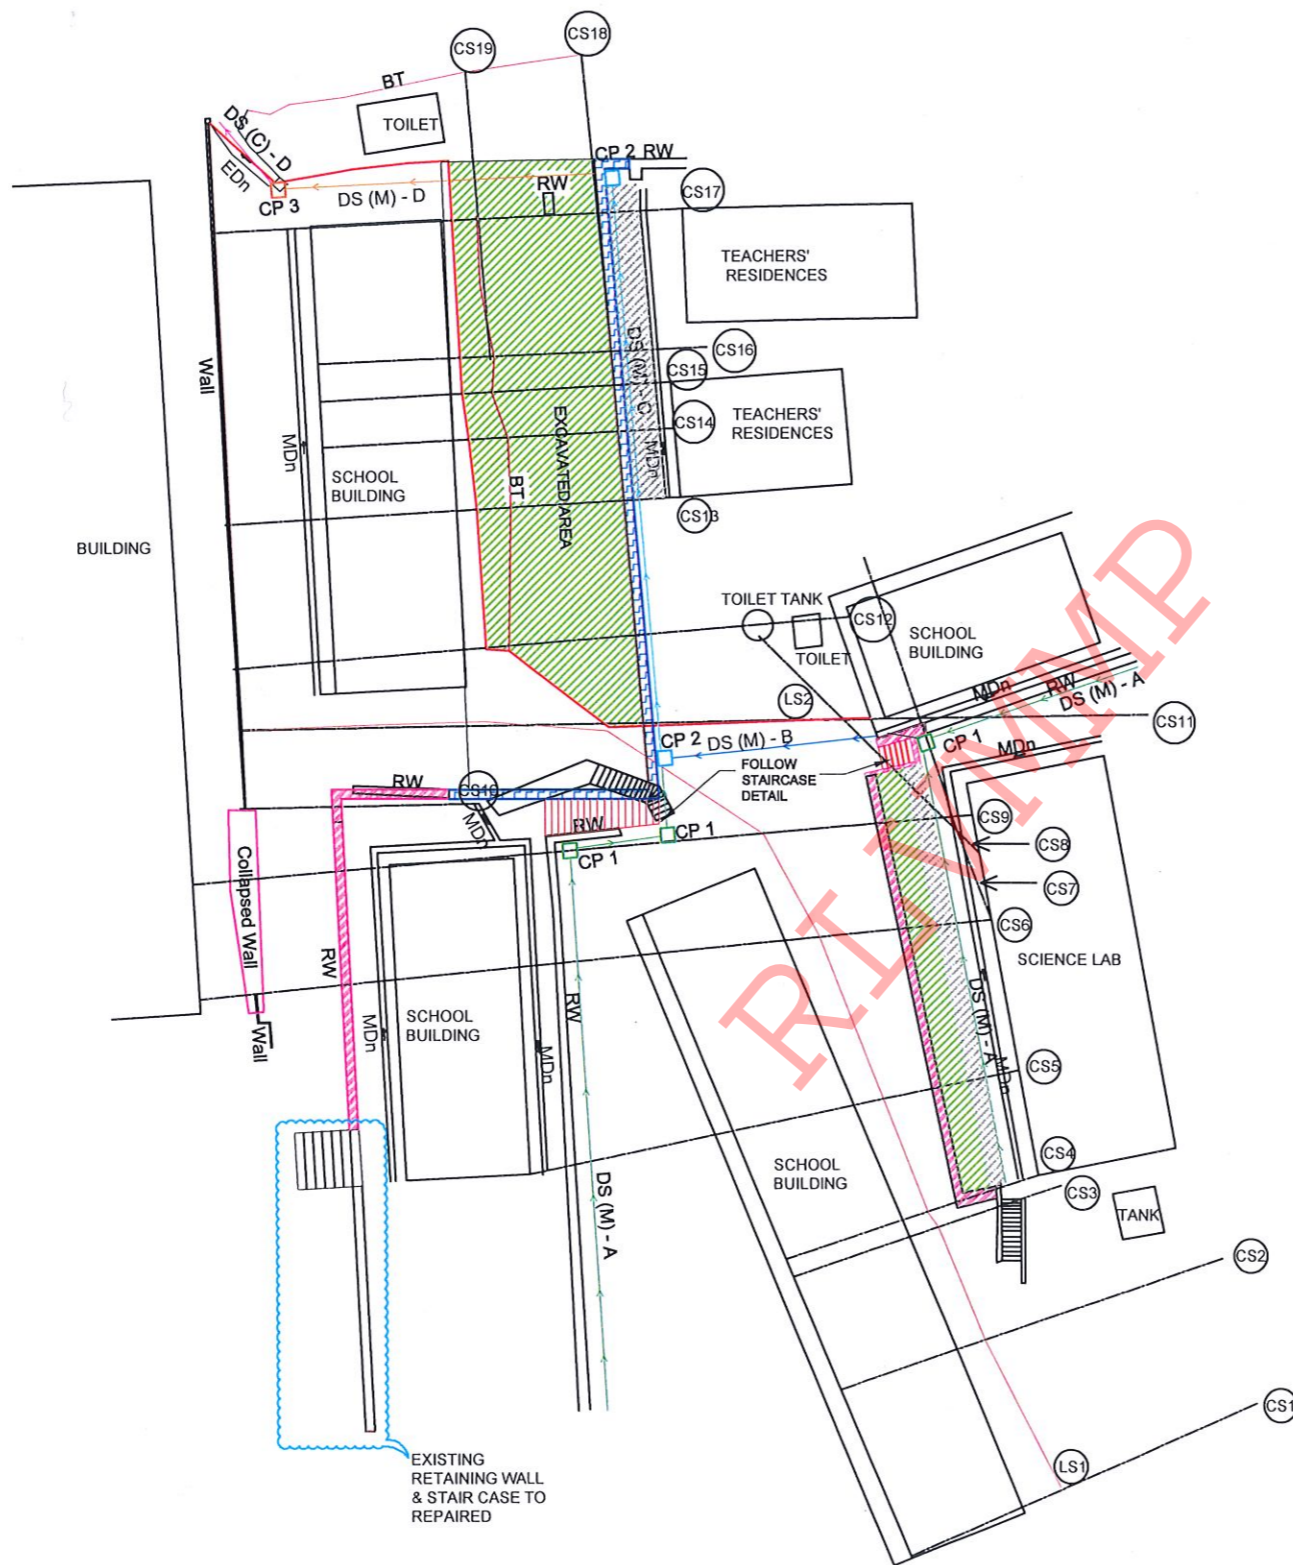 CS19
CS18
BT
TOILET
DS (C) - D
EDn
CP 3
DS (M) - D
RW
CP 2 RW
CS17
TEACHERS'
RESIDENCES
Wall
DS (M) - C
CS16
CS15
TEACHERS'
RESIDENCES
CS14
MDn
EXCAVATED AREA
MDn
SCHOOL
BUILDING
BT
CS13
BUILDING
TOILET TANK
CS12
SCHOOL
BUILDING
TOILET
MDn
RW
DS (M) - A
LS2
CS11
CP 2
DS (M) - B
CP 1
MDn
FOLLOW
STAIRCASE
DETAIL
RW
CS10
MDn
RW
CP 1
CP 1
CS9
CS8
CS7
CS6
Collapsed Wall
RW
SCIENCE LAB
RW
DS (M) - A
MDn
SCHOOL
BUILDING
MDn
Wall
MDn
CS5
CS4
CS3
SCHOOL
BUILDING
TANK
DS (M) - A
CS2
CS1
LS1
EXISTING
RETAINING WALL
& STAIR CASE TO
REPAIRED